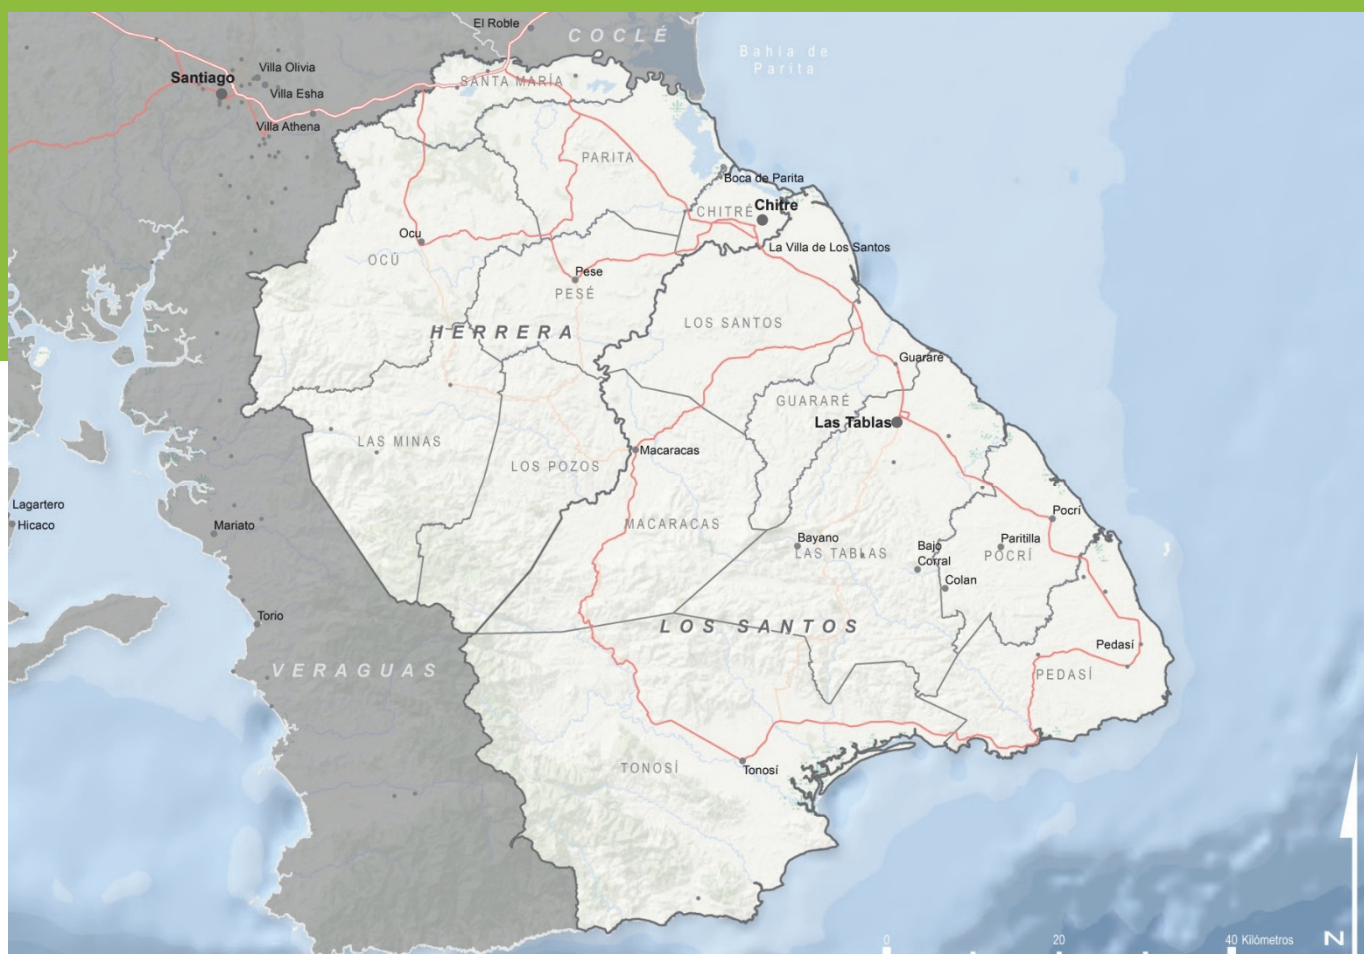 El Roble
COCLÉ
Bahía de
Parita
Villa Olivia
Santiago
Villa Esha
SANTA MARÍA
Villa Athena
PARITA
Boca de Parita
Chitre
CHITRÉ
Ocu
La Villa de Los Santos
OCÚ
Pese
PESÉ
LOS SANTOS
HERRERA
Guararé
GUARARÉ
Las Tablas
LAS MINAS
Macaracas
LOS POZOS
Lagartero
Hicaco
Mariato
MACARACAS
Pocrí
Bayano
Bajo
Corral
Paritilla
LAS TABLAS
POCRÍ
Colan
Torio
LOS SANTOS
Pedasí
VERAGUAS
PEDASÍ
TONOSÍ
Tonosí
0 20 40 Kilómetros
N